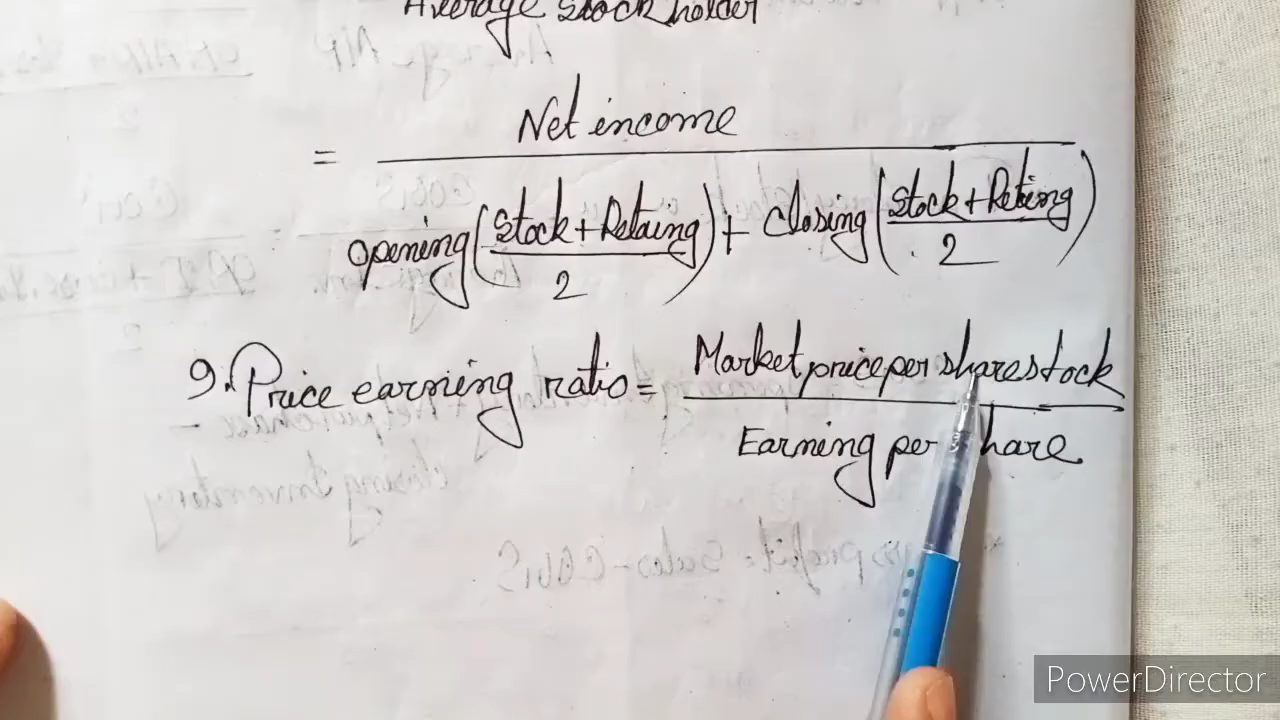 Average Stock holder
Net income
=
opening (Stock + Retaing / 2) + closing (Stock + Reteing / 2)
9. Price earning ratio = Market price per share stock
Earning per share
PowerDirector